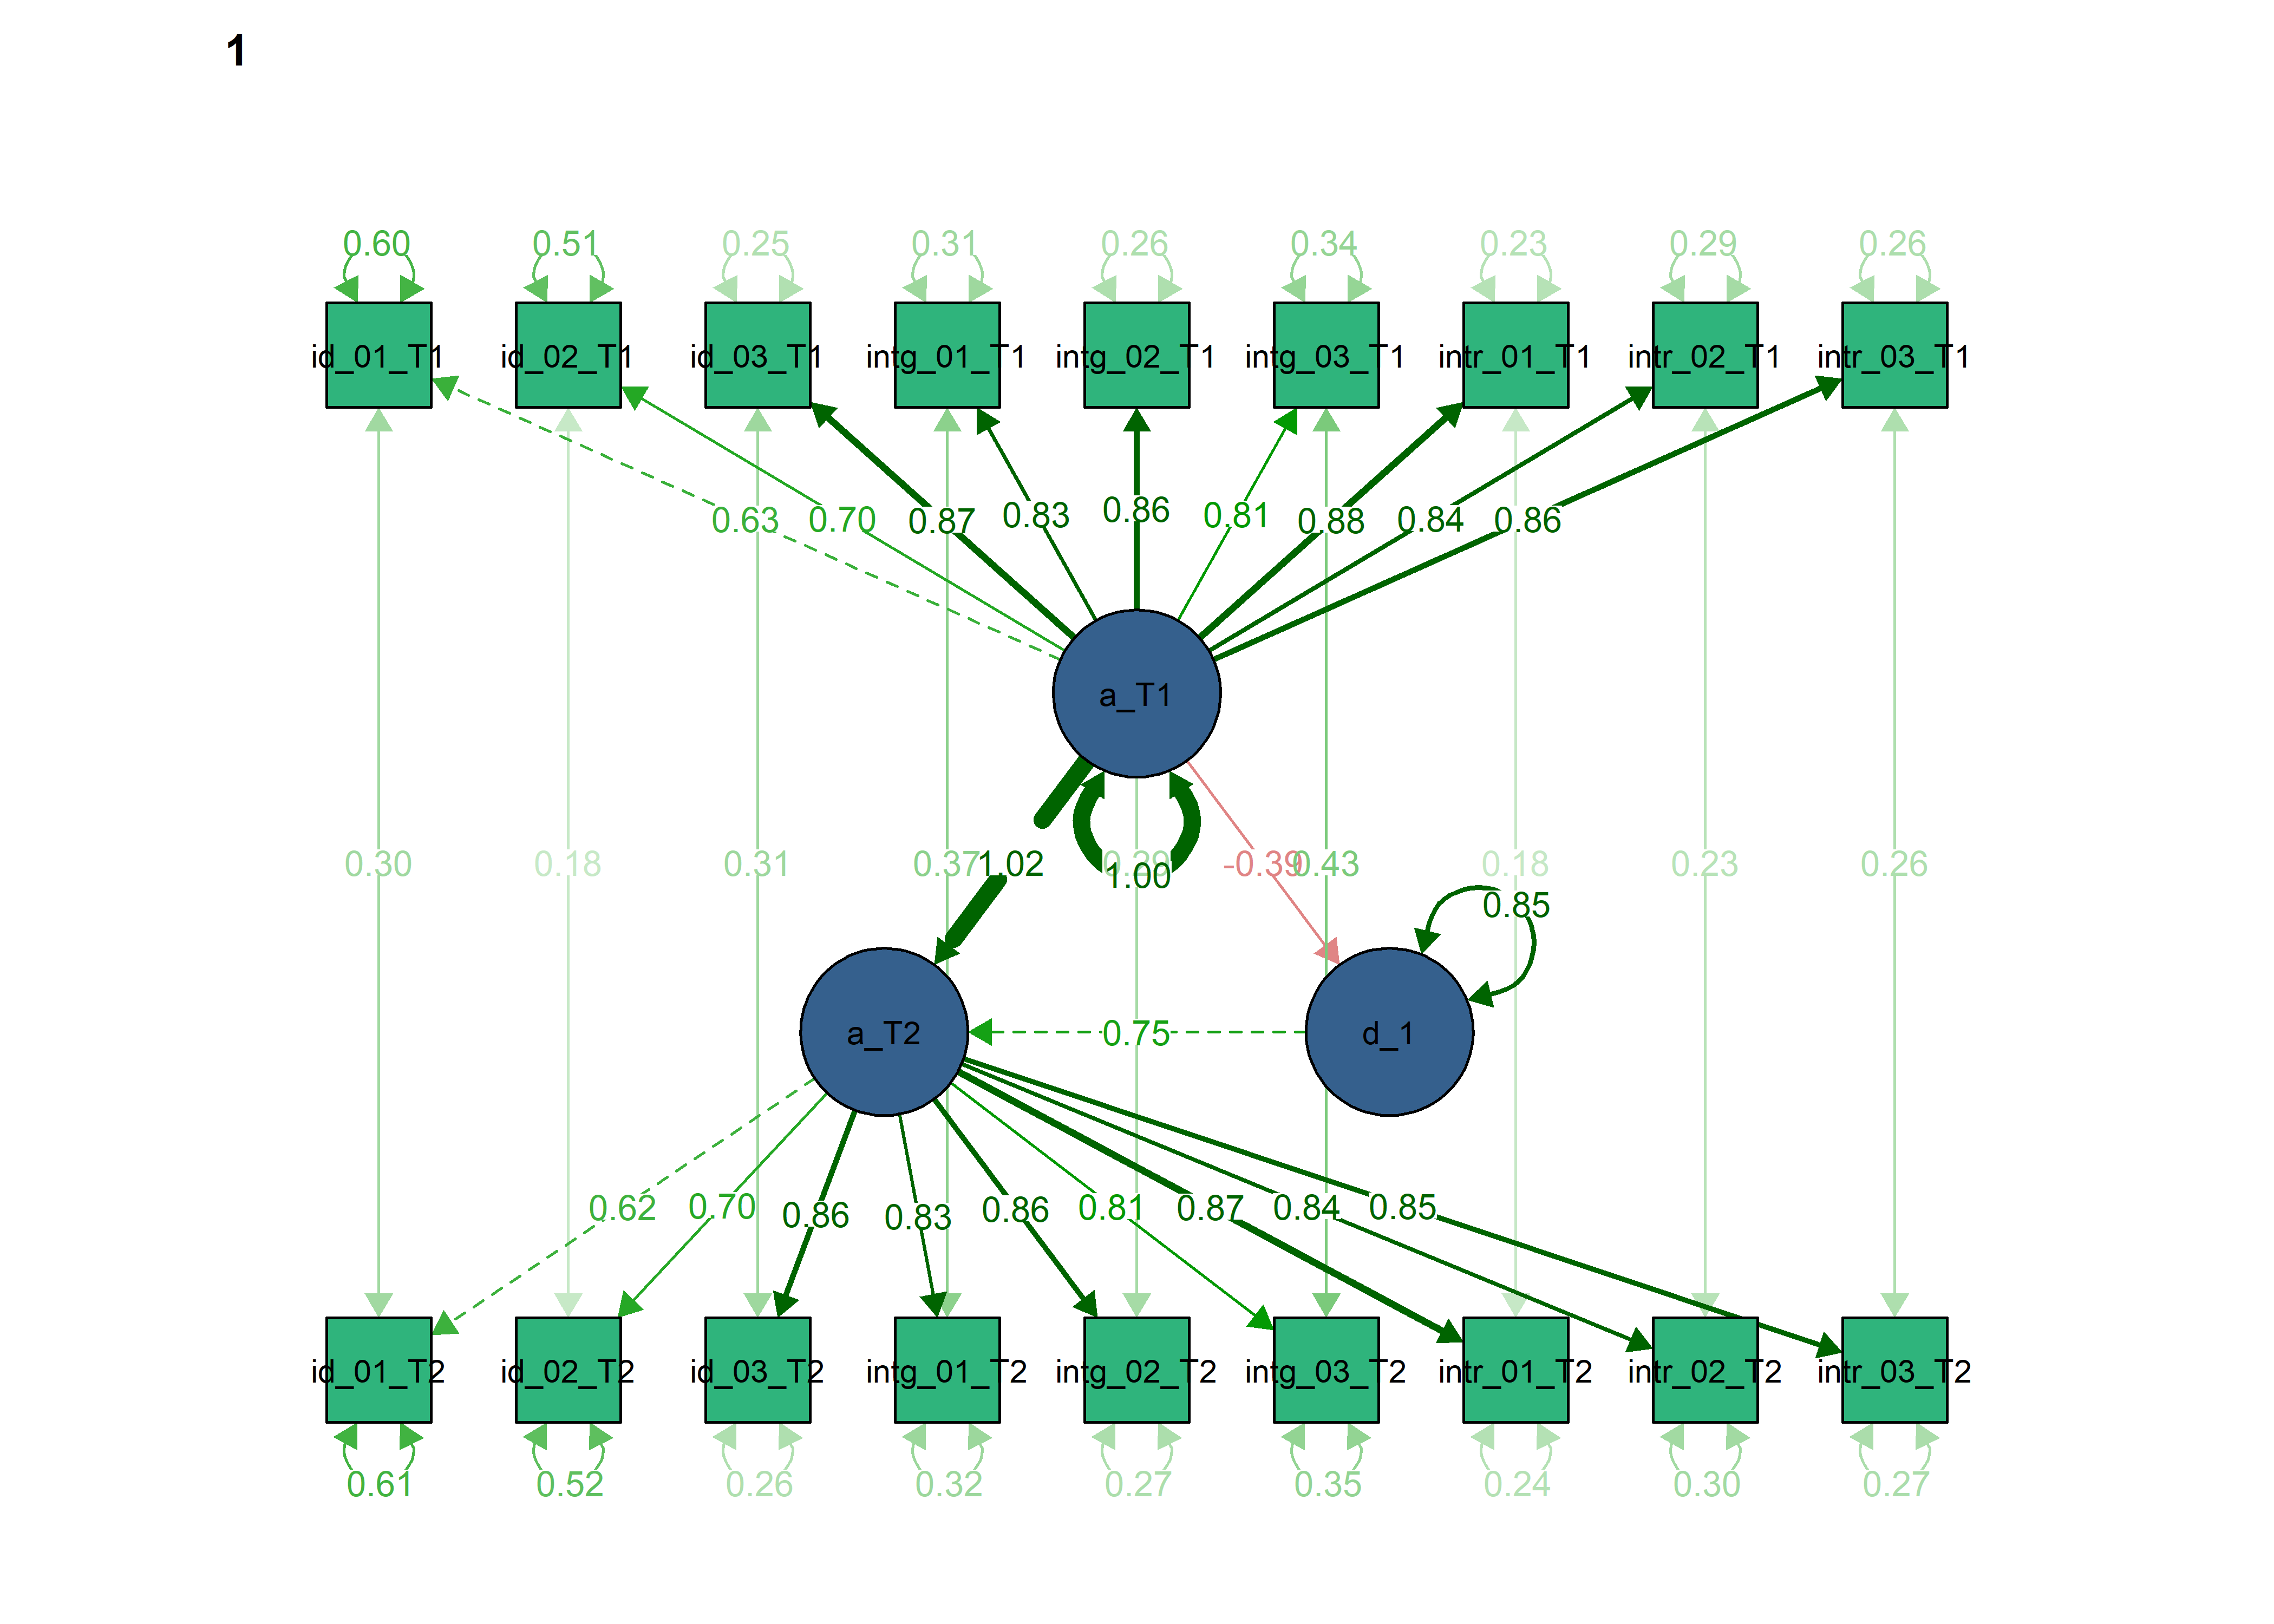 1
0.60 0.51 0.25 0.31 0.26 0.34 0.23 0.29 0.26
id_01_T1 id_02_T1 id_03_T1 intg_01_T1 intg_02_T1 intg_03_T1 intr_01_T1 intr_02_T1 intr_03_T1
0.63 0.70 0.87 0.83 0.86 0.81 0.88 0.84 0.86
a_T1
0.30 0.18 0.31 0.37 1.02 1.00 -0.39 0.43 0.18 0.23 0.26
0.85
a_T2 0.75 d_1
0.62 0.70 0.86 0.83 0.86 0.81 0.87 0.84 0.85
id_01_T2 id_02_T2 id_03_T2 intg_01_T2 intg_02_T2 intg_03_T2 intr_01_T2 intr_02_T2 intr_03_T2
0.61 0.52 0.26 0.32 0.27 0.35 0.24 0.30 0.27